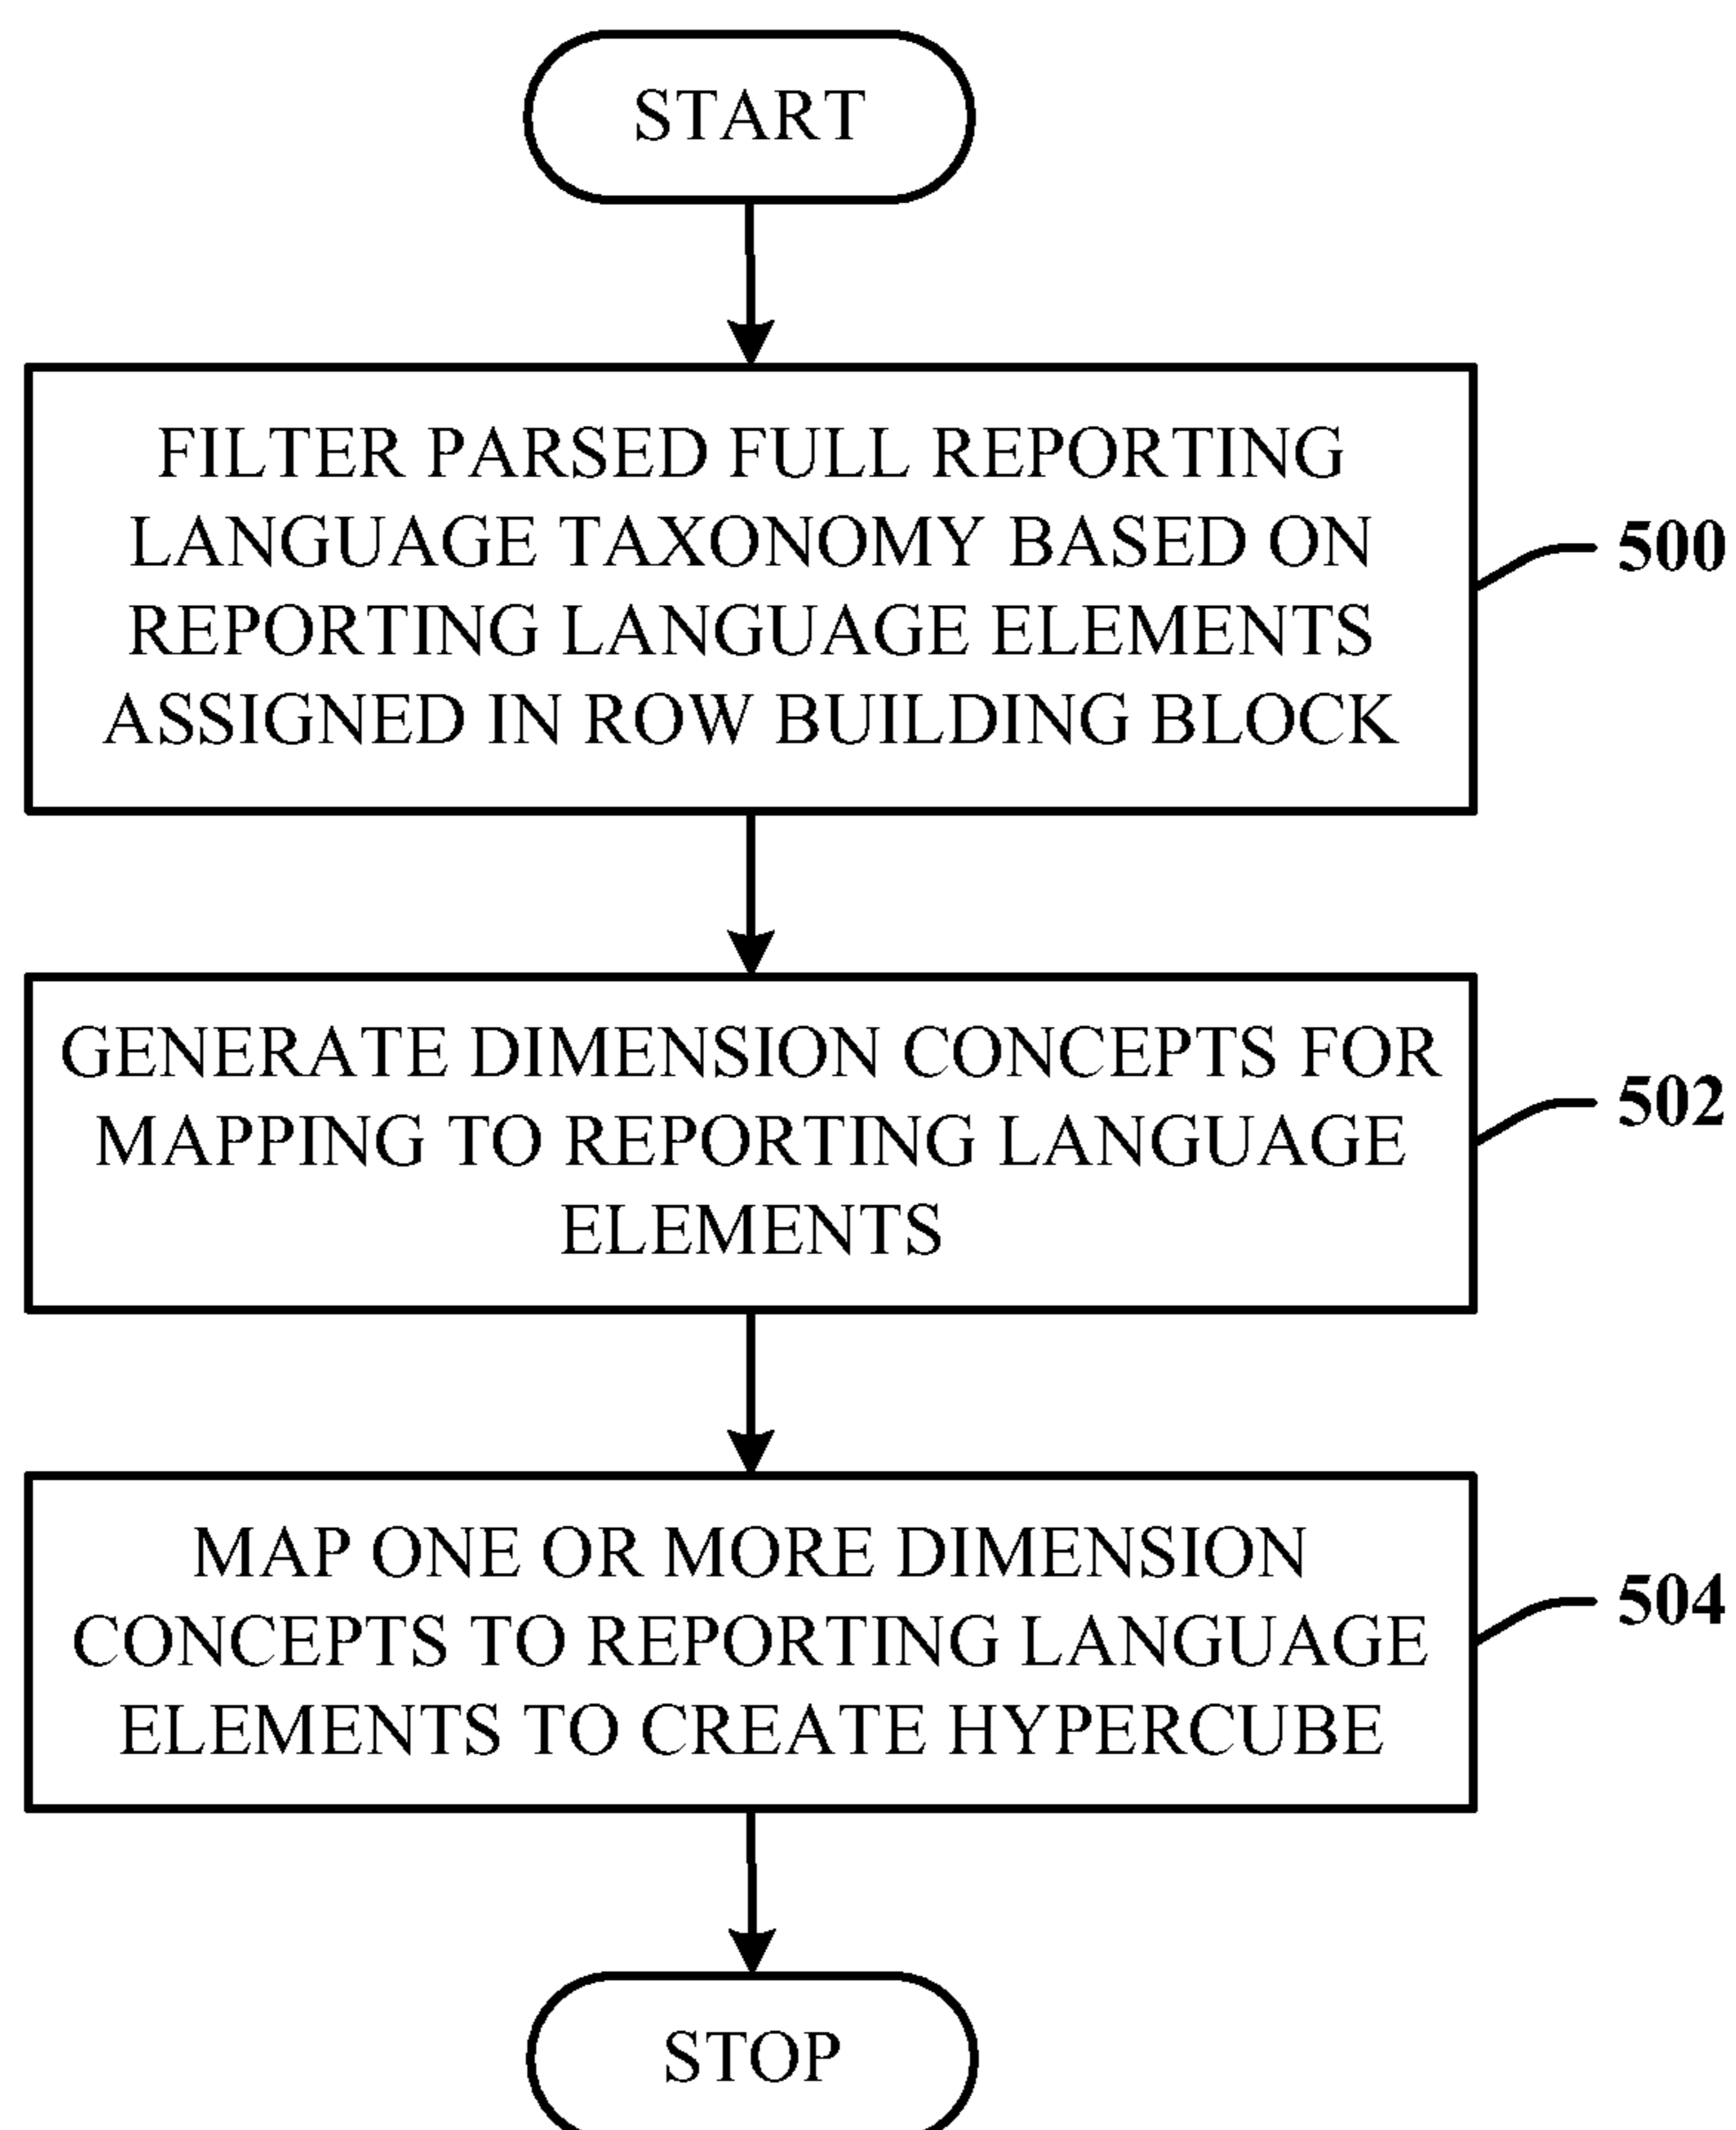 START
FILTER PARSED FULL REPORTING
LANGUAGE TAXONOMY BASED ON
REPORTING LANGUAGE ELEMENTS
ASSIGNED IN ROW BUILDING BLOCK
500
GENERATE DIMENSION CONCEPTS FOR
MAPPING TO REPORTING LANGUAGE
ELEMENTS
502
MAP ONE OR MORE DIMENSION
CONCEPTS TO REPORTING LANGUAGE
ELEMENTS TO CREATE HYPERCUBE
504
STOP